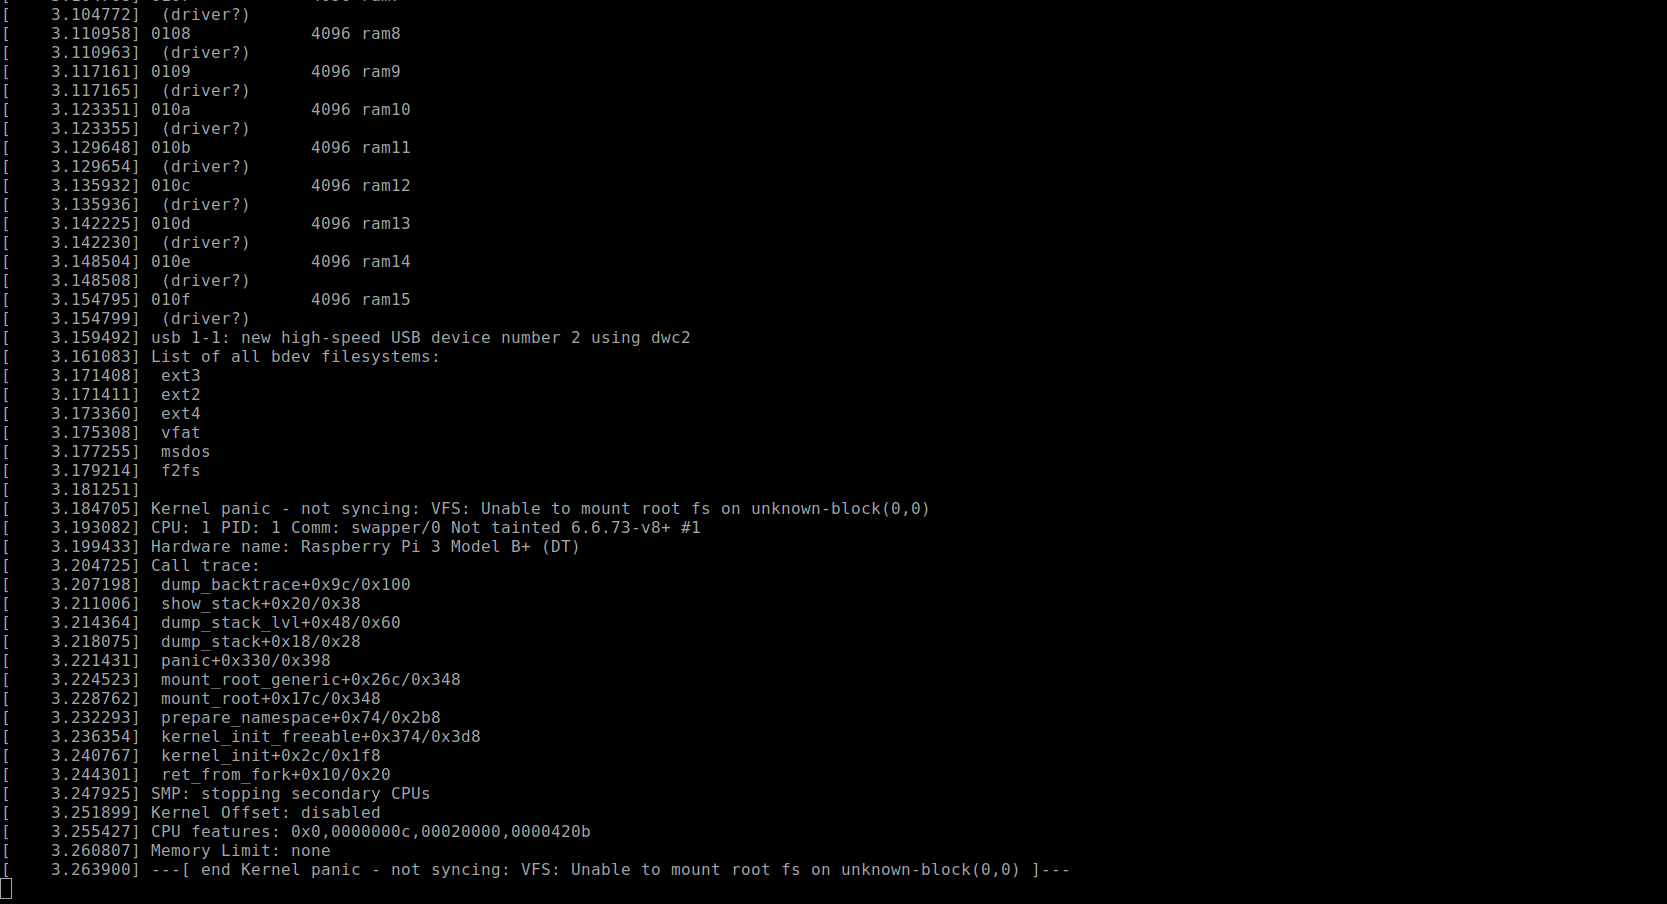 [    3.104772]  (driver?)
[    3.110958] 0108            4096 ram8
[    3.110963]  (driver?)
[    3.117161] 0109            4096 ram9
[    3.117165]  (driver?)
[    3.123351] 010a            4096 ram10
[    3.123355]  (driver?)
[    3.129648] 010b            4096 ram11
[    3.129654]  (driver?)
[    3.135932] 010c            4096 ram12
[    3.135936]  (driver?)
[    3.142225] 010d            4096 ram13
[    3.142230]  (driver?)
[    3.148504] 010e            4096 ram14
[    3.148508]  (driver?)
[    3.154795] 010f            4096 ram15
[    3.154799]  (driver?)
[    3.159492] usb 1-1: new high-speed USB device number 2 using dwc2
[    3.161083] List of all bdev filesystems:
[    3.171408]  ext3
[    3.171411]  ext2
[    3.173360]  ext4
[    3.175308]  vfat
[    3.177255]  msdos
[    3.179214]  f2fs
[    3.181251]
[    3.184705] Kernel panic - not syncing: VFS: Unable to mount root fs on unknown-block(0,0)
[    3.193082] CPU: 1 PID: 1 Comm: swapper/0 Not tainted 6.6.73-v8+ #1
[    3.199433] Hardware name: Raspberry Pi 3 Model B+ (DT)
[    3.204725] Call trace:
[    3.207198]  dump_backtrace+0x9c/0x100
[    3.211006]  show_stack+0x20/0x38
[    3.214364]  dump_stack_lvl+0x48/0x60
[    3.218075]  dump_stack+0x18/0x28
[    3.221431]  panic+0x330/0x398
[    3.224523]  mount_root_generic+0x26c/0x348
[    3.228762]  mount_root+0x17c/0x348
[    3.232293]  prepare_namespace+0x74/0x2b8
[    3.236354]  kernel_init_freeable+0x374/0x3d8
[    3.240767]  kernel_init+0x2c/0x1f8
[    3.244301]  ret_from_fork+0x10/0x20
[    3.247925] SMP: stopping secondary CPUs
[    3.251899] Kernel Offset: disabled
[    3.255427] CPU features: 0x0,0000000c,00020000,0000420b
[    3.260807] Memory Limit: none
[    3.263900] ---[ end Kernel panic - not syncing: VFS: Unable to mount root fs on unknown-block(0,0) ]---